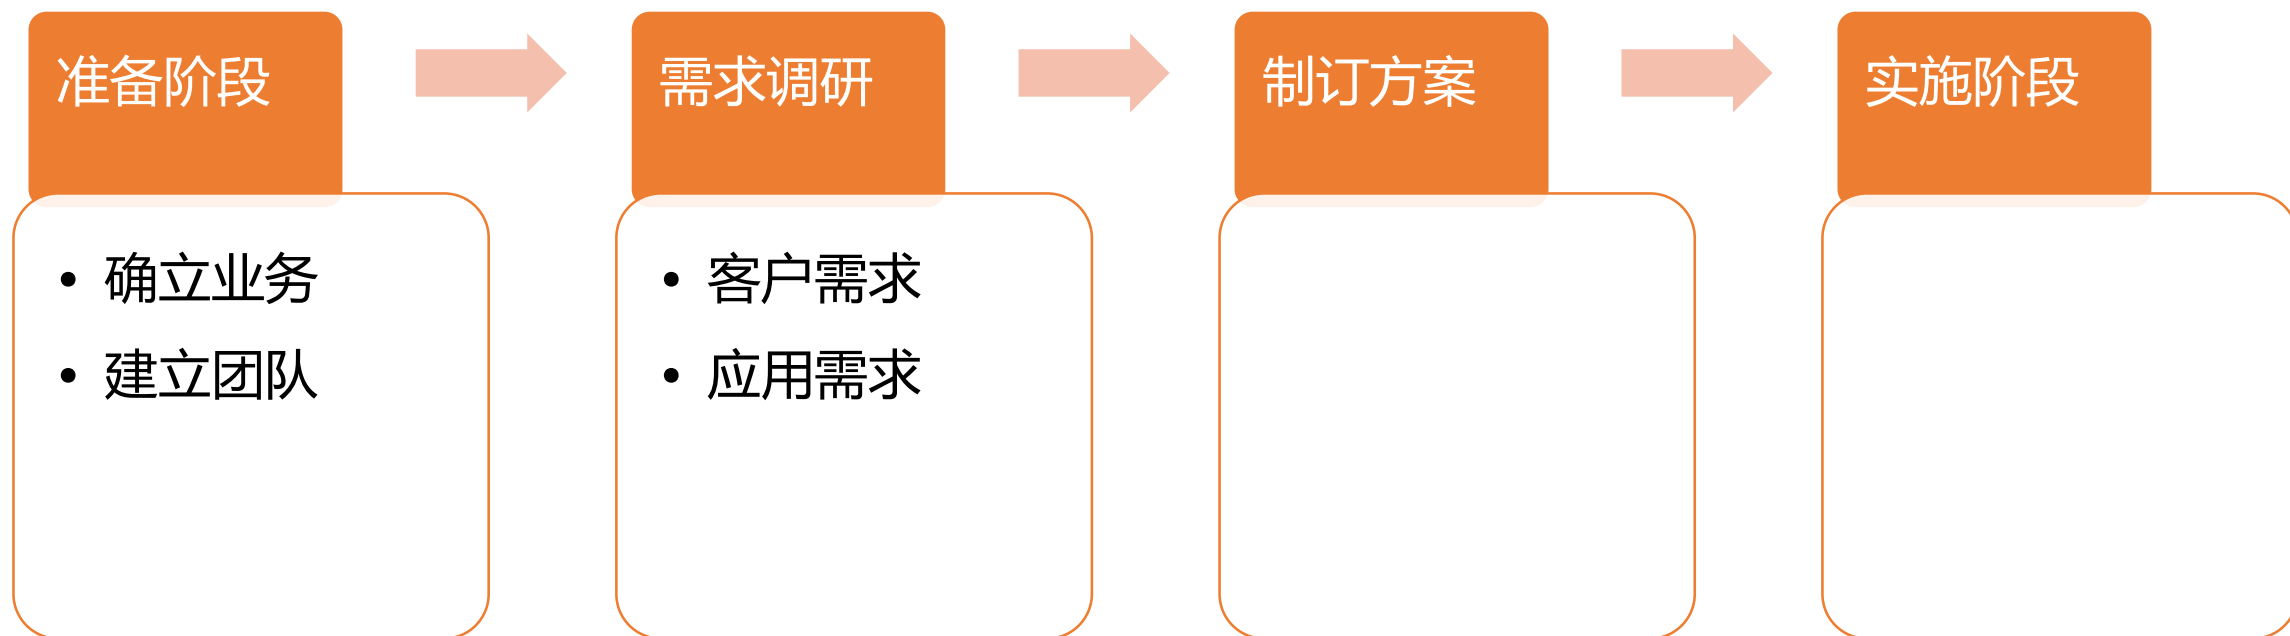 准备阶段
需求调研
制订方案
实施阶段
• 确立业务
• 建立团队
• 客户需求
• 应用需求